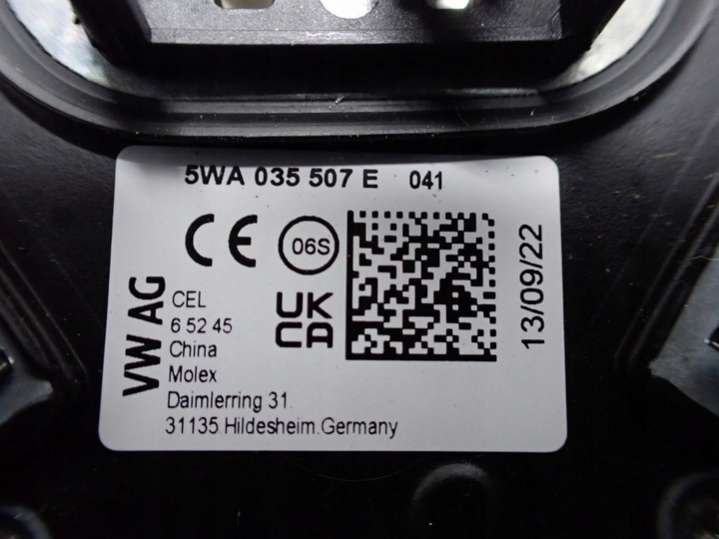 5WA 035 507 E 041
CE
06S
UK
CA
13/09/22
VW AG
CEL
6 52 45
China
Molex
Daimlerring 31.
31135.Hildesheim.Germany